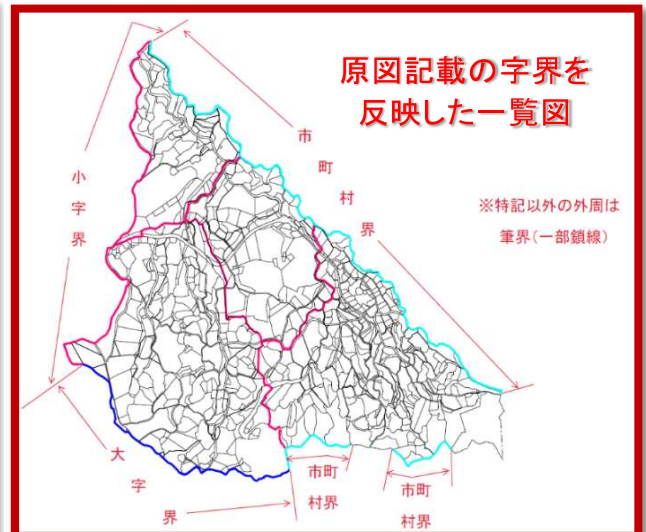 原図記載の字界を
反映した一覧図
市町村界
小字界
※特記以外の外周は
筆界(一部鎖線)
大字界
市町
村界
市町
村界